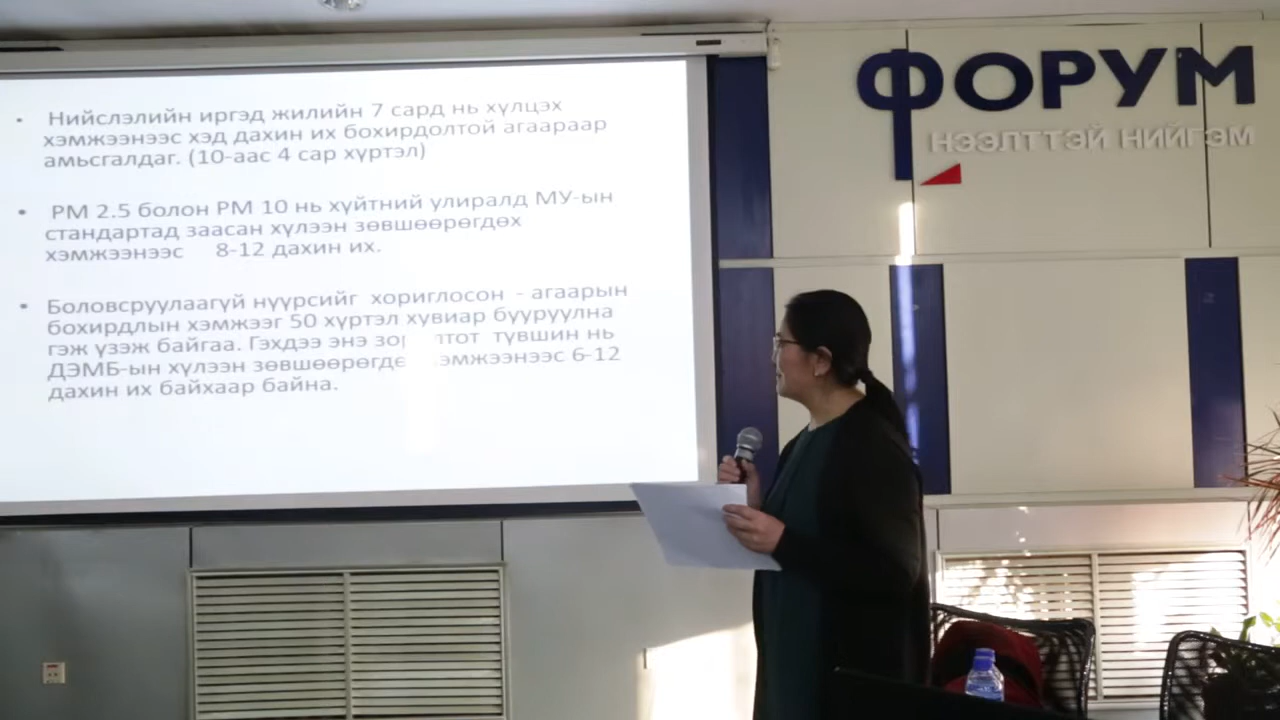 • Нийслэлийн иргэд жилийн 7 сард нь хүлцэх
хэмжээнээс хэд дахин их бохирдолтой агаараар
амьсгалдаг. (10-аас 4 сар хүртэл)
• PM 2.5 болон PM 10 нь хүйтний улиралд МУ-ын
стандартад заасан хүлээн зөвшөөрөгдөх
хэмжээнээс 8-12 дахин их.
• Боловсруулаагүй нүүрсийг хориглосон - агаарын
бохирдлын хэмжээг 50 хүртэл хувиар бууруулна
гэж үзэж байгаа. Гэхдээ энэ түвшин нь
ДЭМБ-ын хүлээн 6-12
дахин их байхаар байна.
ФОРУМ
НЭЭЛТТЭЙ НИЙГЭМ